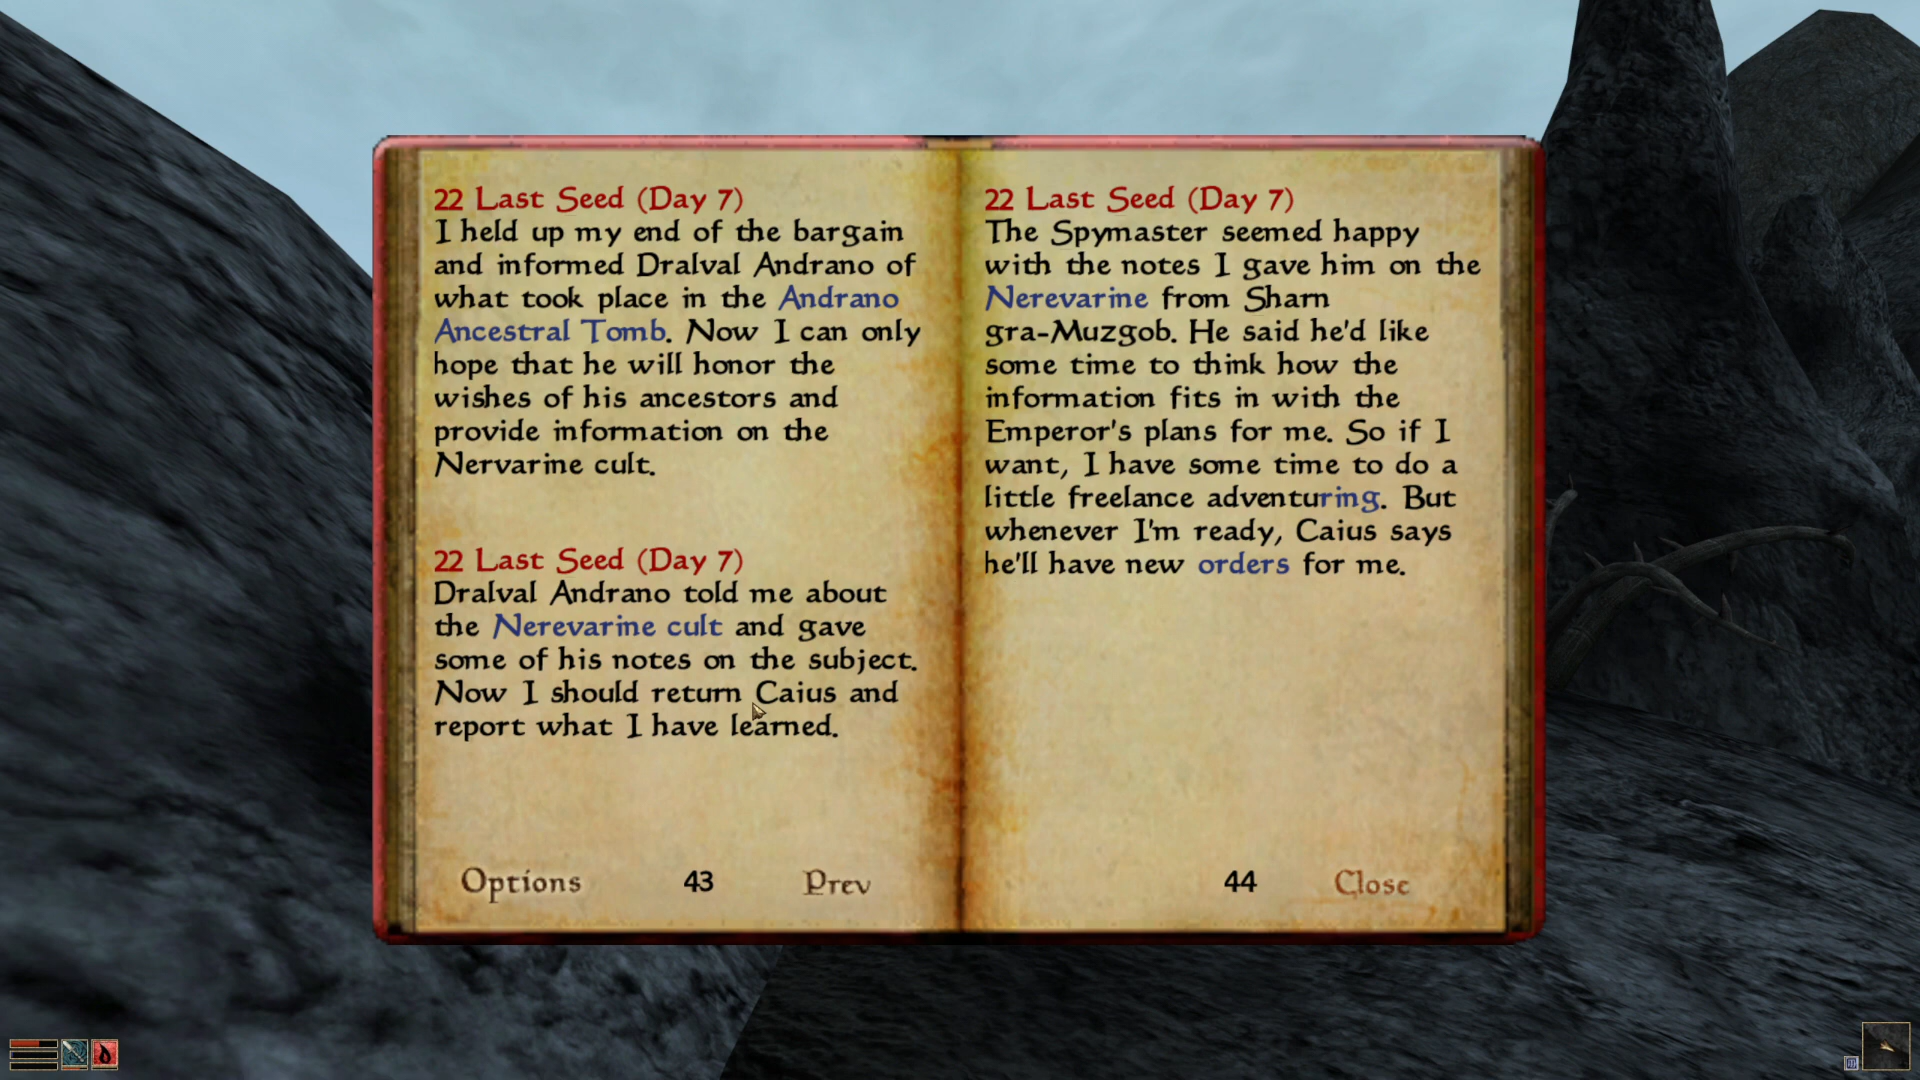 22 Last Seed (Day 7)
I held up my end of the bargain
and informed Dralval Andrano of
what took place in the Andrano
Ancestral Tomb. Now I can only
hope that he will honor the
wishes of his ancestors and
provide information on the
Nervarine cult.
22 Last Seed (Day 7)
Dralval Andrano told me about
the Nerevarine cult and gave
some of his notes on the subject.
Now I should return Caius and
report what I have learned.
Options
43
Prev
22 Last Seed (Day 7)
The Spymaster seemed happy
with the notes I gave him on the
Nerevarine from Sharn
gra-Muzgob. He said he'd like
some time to think how the
information fits in with the
Emperor's plans for me. So if I
want, I have some time to do a
little freelance adventuring. But
whenever I'm ready, Caius says
he'll have new orders for me.
44
Close